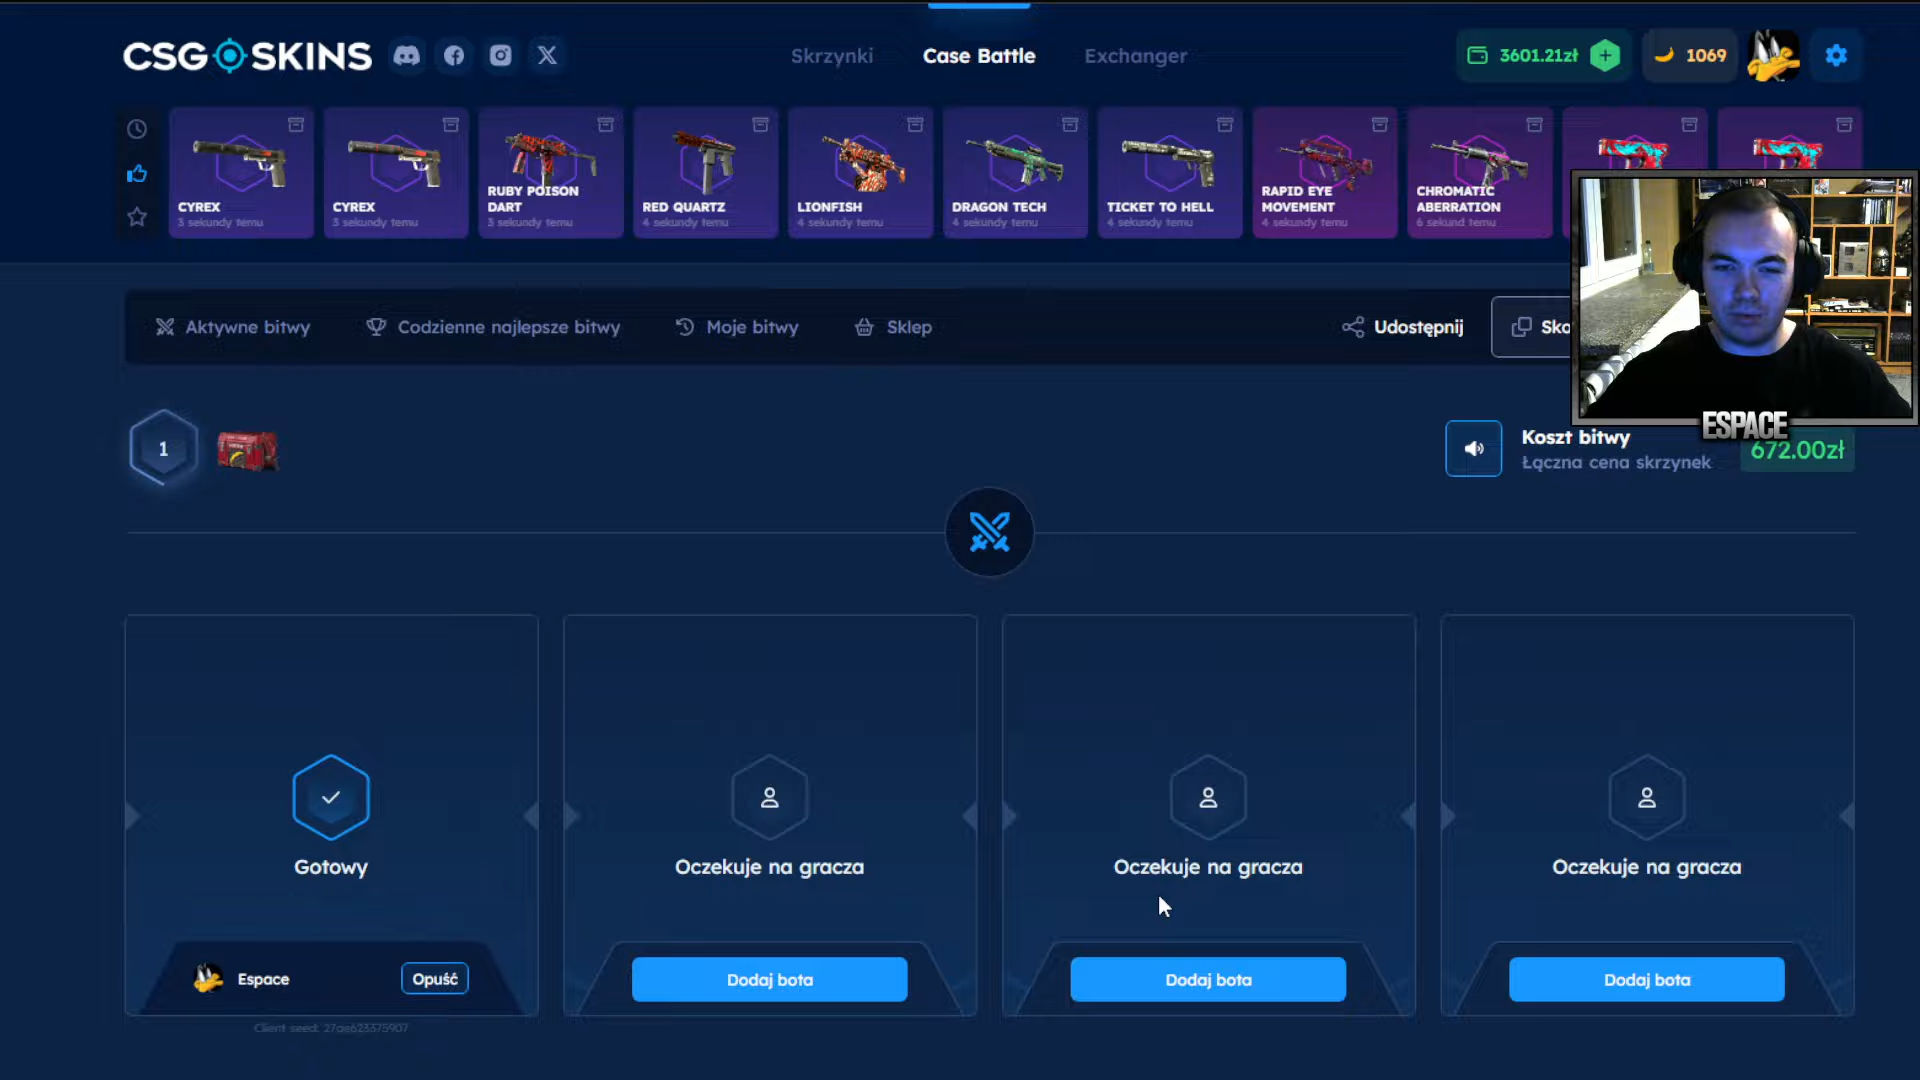 CSG SKINS
Skrzynki
Case Battle
Exchanger
3601.21zł
1069
CYREX
3 sekundy temu
CYREX
3 sekundy temu
RUBY POISON
DART
3 sekundy temu
RED QUARTZ
4 sekundy temu
LIONFISH
4 sekundy temu
DRAGON TECH
4 sekundy temu
TICKET TO HELL
4 sekundy temu
RAPID EYE
MOVEMENT
4 sekundy temu
CHROMATIC
ABERRATION
6 sekund temu
Aktywne bitwy
Codzienne najlepsze bitwy
Moje bitwy
Sklep
Udostępnij
Sko
ESPACE
1
Koszt bitwy
Łączna cena skrzynek
672.00zł
Gotowy
Oczekuje na gracza
Oczekuje na gracza
Oczekuje na gracza
Espace
Opuść
Dodaj bota
Dodaj bota
Dodaj bota
Client seed: 27ae623375907